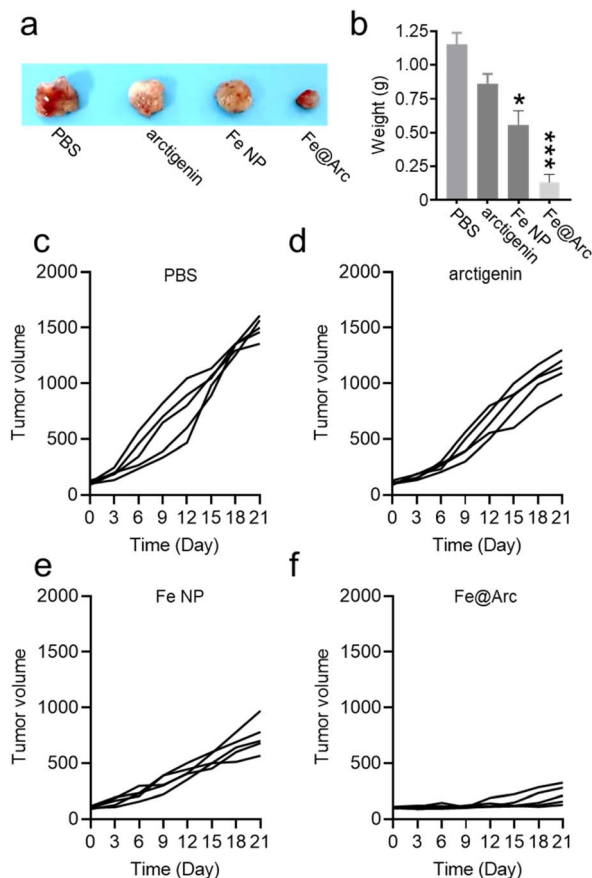 a
PBS
arctigenin
Fe NP
Fe@Arc
b
Weight (g)
1.25
1.00
0.75
0.50
0.25
0
*
***
PBS
arctigenin
Fe NP
Fe@Arc
c
PBS
Tumor volume
2000
1500
1000
500
0
0 3 6 9 12 15 18 21
Time (Day)
d
arctigenin
Tumor volume
2000
1500
1000
500
0
0 3 6 9 12 15 18 21
Time (Day)
e
Fe NP
Tumor volume
2000
1500
1000
500
0
0 3 6 9 12 15 18 21
Time (Day)
f
Fe@Arc
Tumor volume
2000
1500
1000
500
0
0 3 6 9 12 15 18 21
Time (Day)